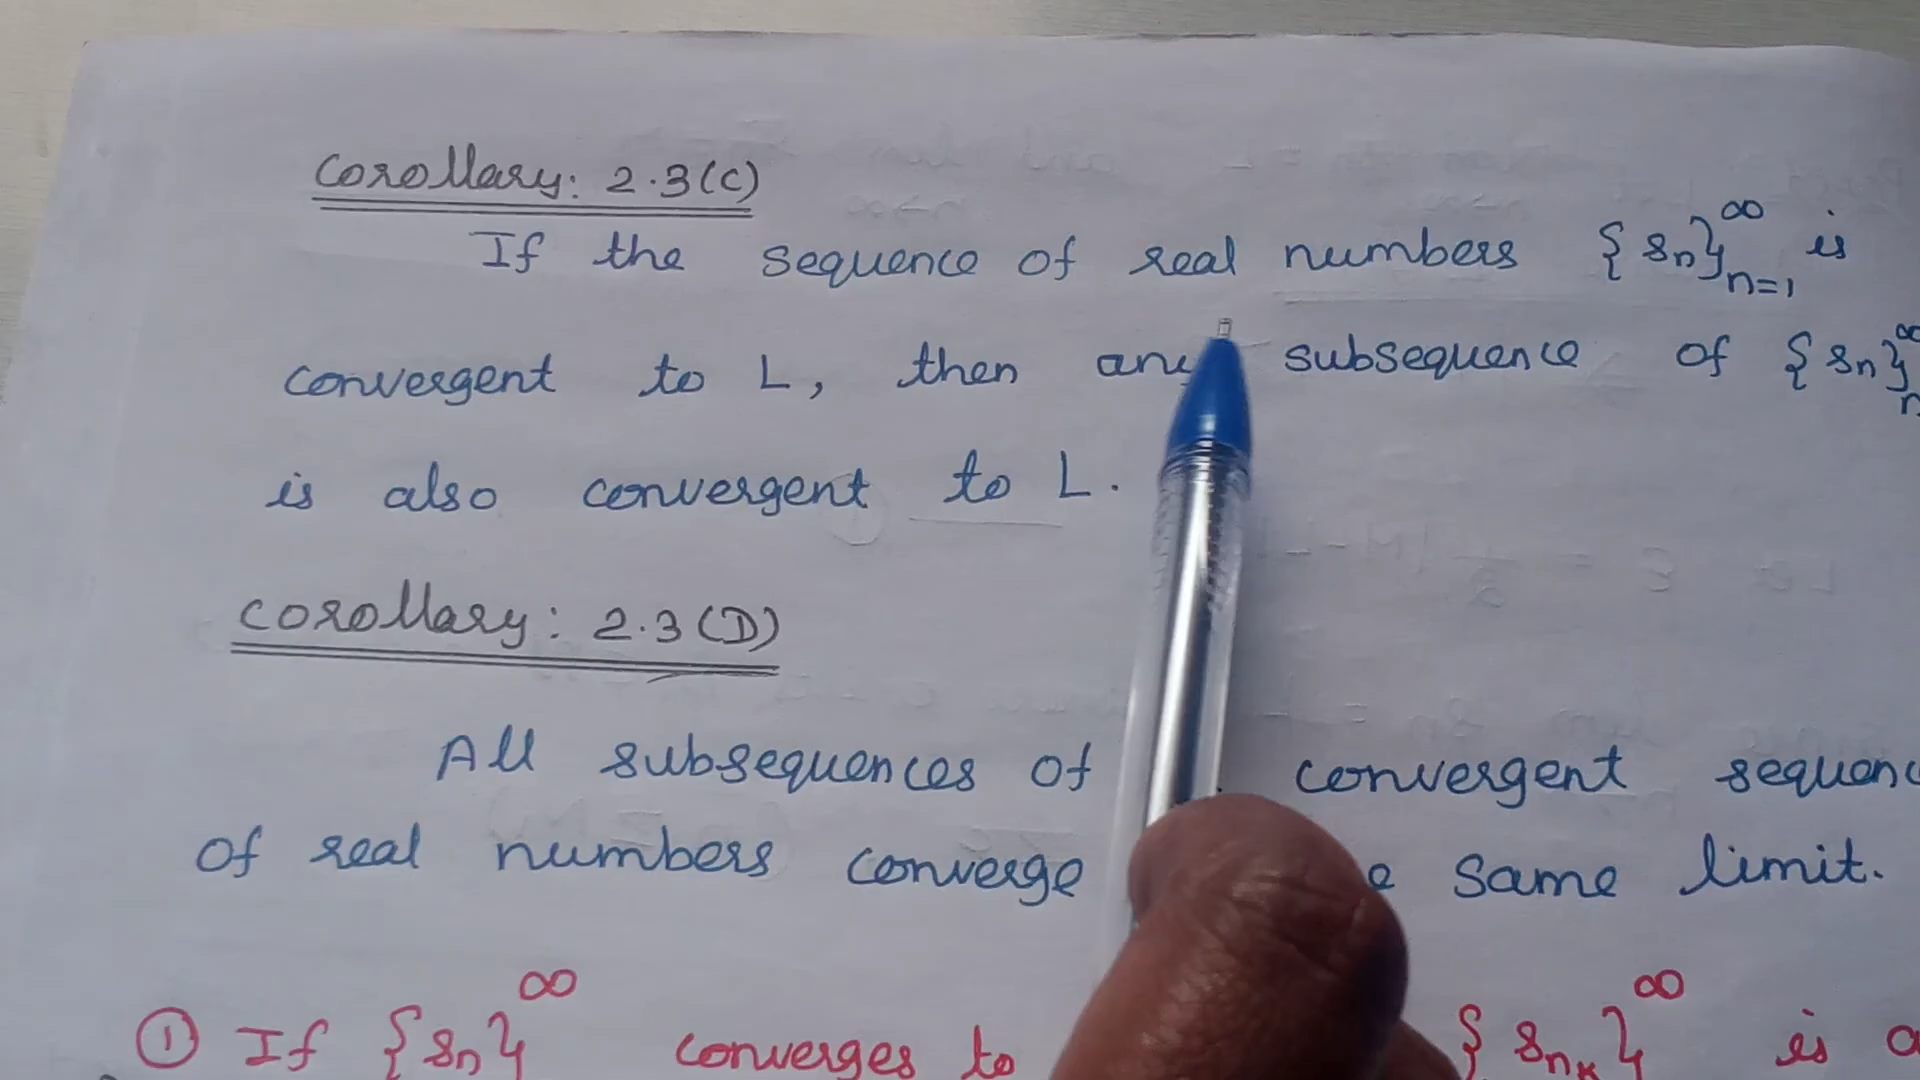 Corollary: 2.3(C)
If the sequence of real numbers {sn}∞n=1 is
convergent to L, then any subsequence of {sn}∞n
is also convergent to L.
Corollary: 2.3(D)
All subsequences of convergent sequenc
of real numbers converge same limit.
① If {sn}∞ converges to {snk}∞ is a